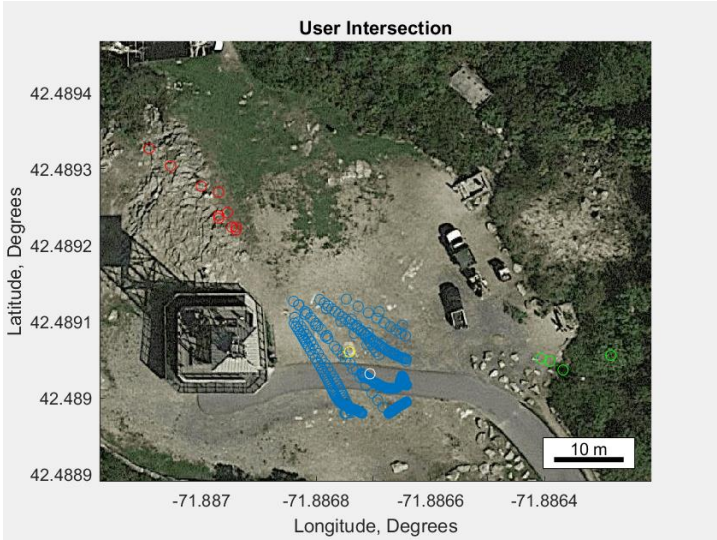 User Intersection
42.4894
42.4893
42.4892
42.4891
42.489
42.4889
Latitude, Degrees
10 m
-71.887
-71.8868
-71.8866
-71.8864
Longitude, Degrees